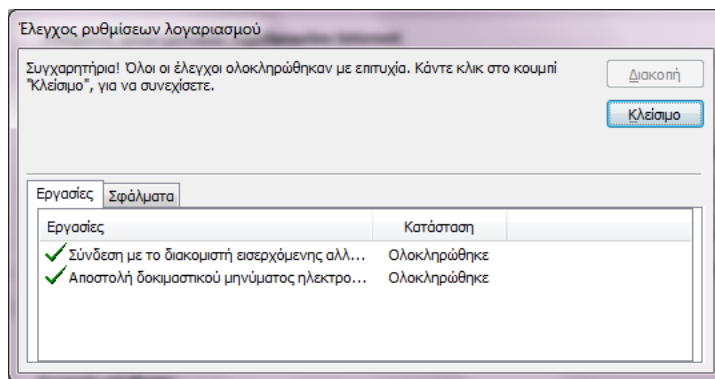 Έλεγχος ρυθμίσεων λογαριασμού
Συγχαρητήρια! Όλοι οι έλεγχοι ολοκληρώθηκαν με επιτυχία. Κάντε κλικ στο κουμπί
"Κλείσιμο", για να συνεχίσετε.
Διακοπή
Κλείσιμο
Εργασίες Σφάλματα
Εργασίες Κατάσταση
Σύνδεση με το διακομιστή εισερχόμενης αλλ... Ολοκληρώθηκε
Αποστολή δοκιμαστικού μηνύματος ηλεκτρο... Ολοκληρώθηκε